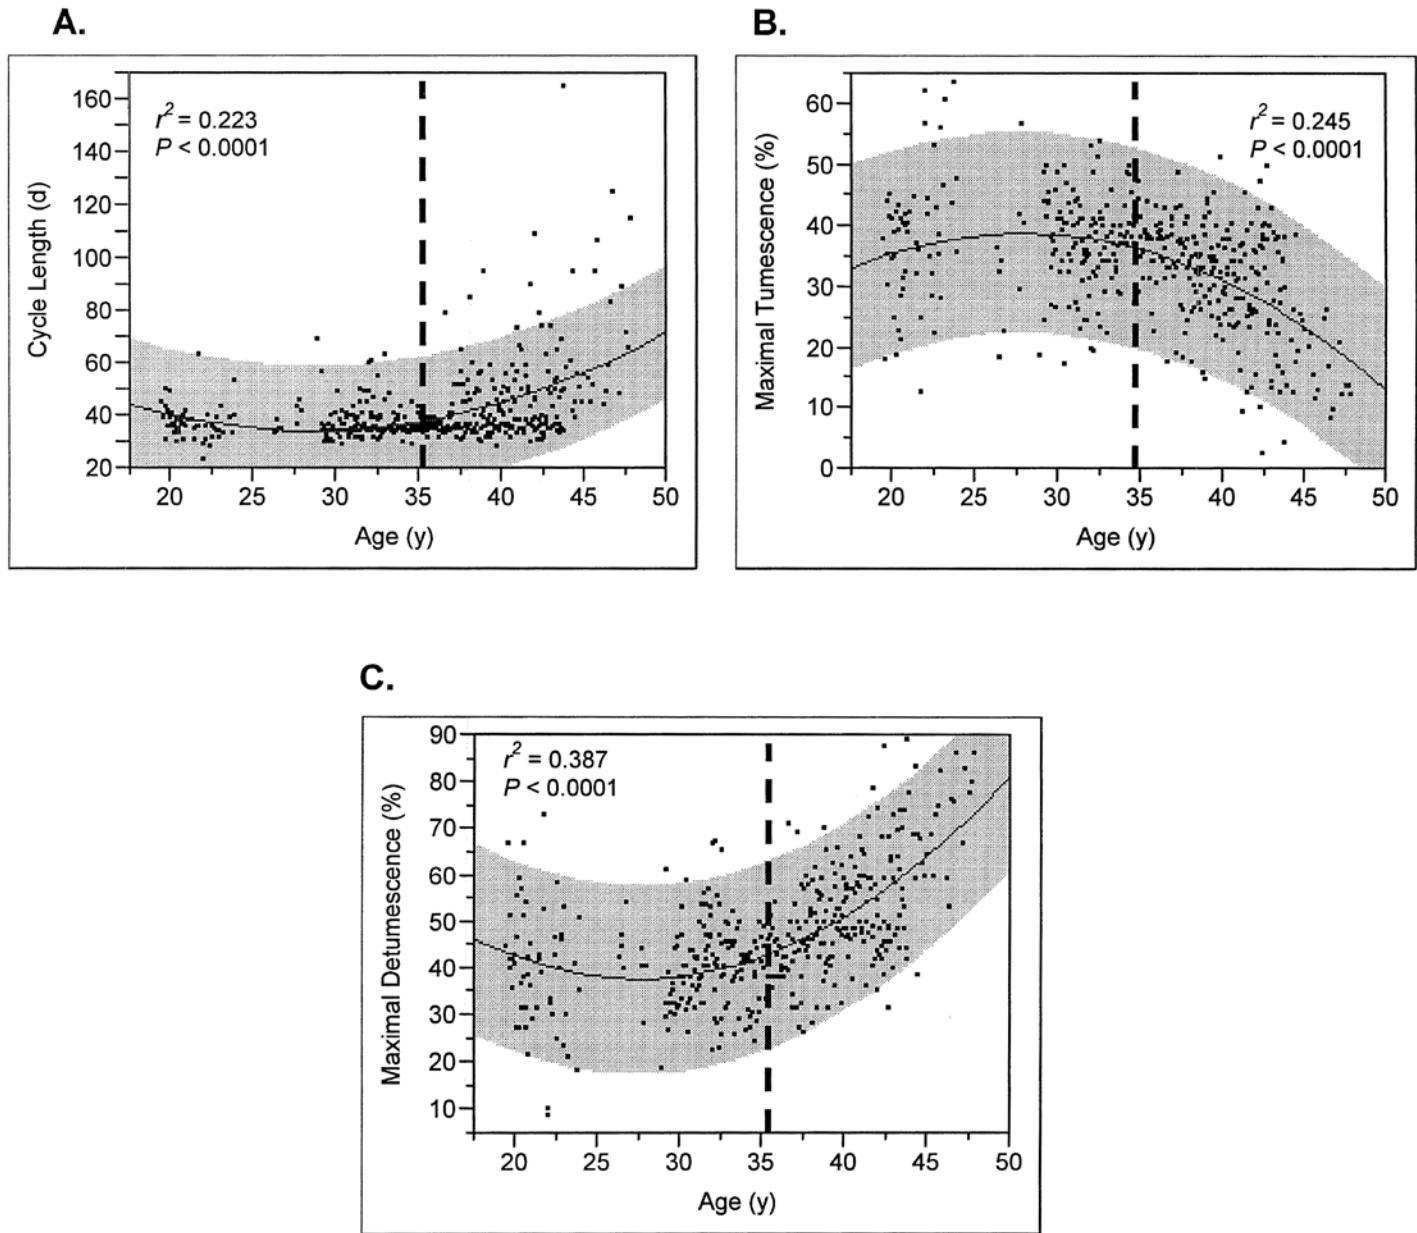 A.
r² = 0.223
P < 0.0001
Cycle Length (d)
160
140
120
100
80
60
40
20
20 25 30 35 40 45 50
Age (y)
B.
r² = 0.245
P < 0.0001
Maximal Tumescence (%)
60
50
40
30
20
10
0
20 25 30 35 40 45 50
Age (y)
C.
r² = 0.387
P < 0.0001
Maximal Detumescence (%)
90
80
70
60
50
40
30
20
10
20 25 30 35 40 45 50
Age (y)